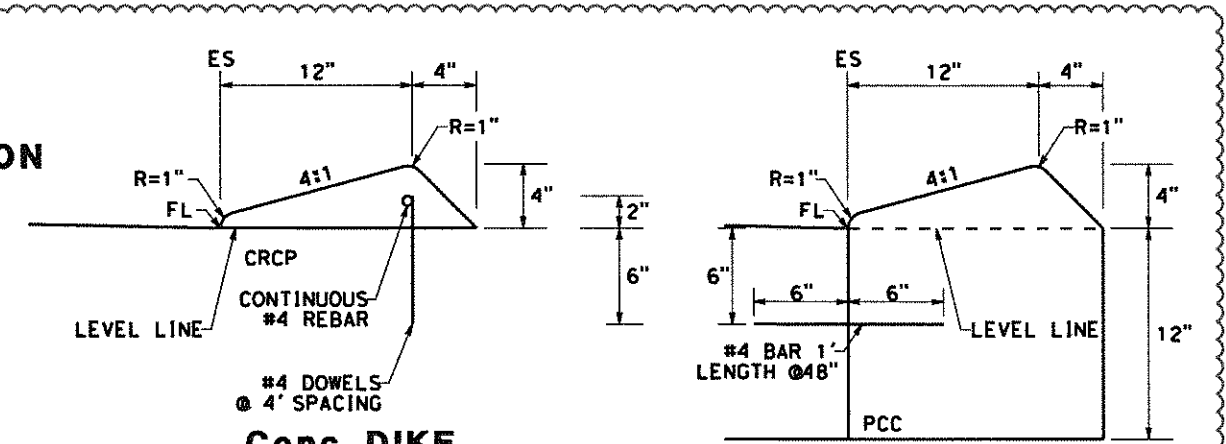 ON
ES
12"
4"
R=1"
R=1"
4:1
FL
4"
2"
6"
CRCP
CONTINUOUS
#4 REBAR
LEVEL LINE
#4 DOWELS
@ 4' SPACING
Conc DIKE
ES
12"
4"
R=1"
R=1"
4:1
FL
4"
6"
6"
6"
LEVEL LINE
12"
#4 BAR 1'
LENGTH @48"
PCC